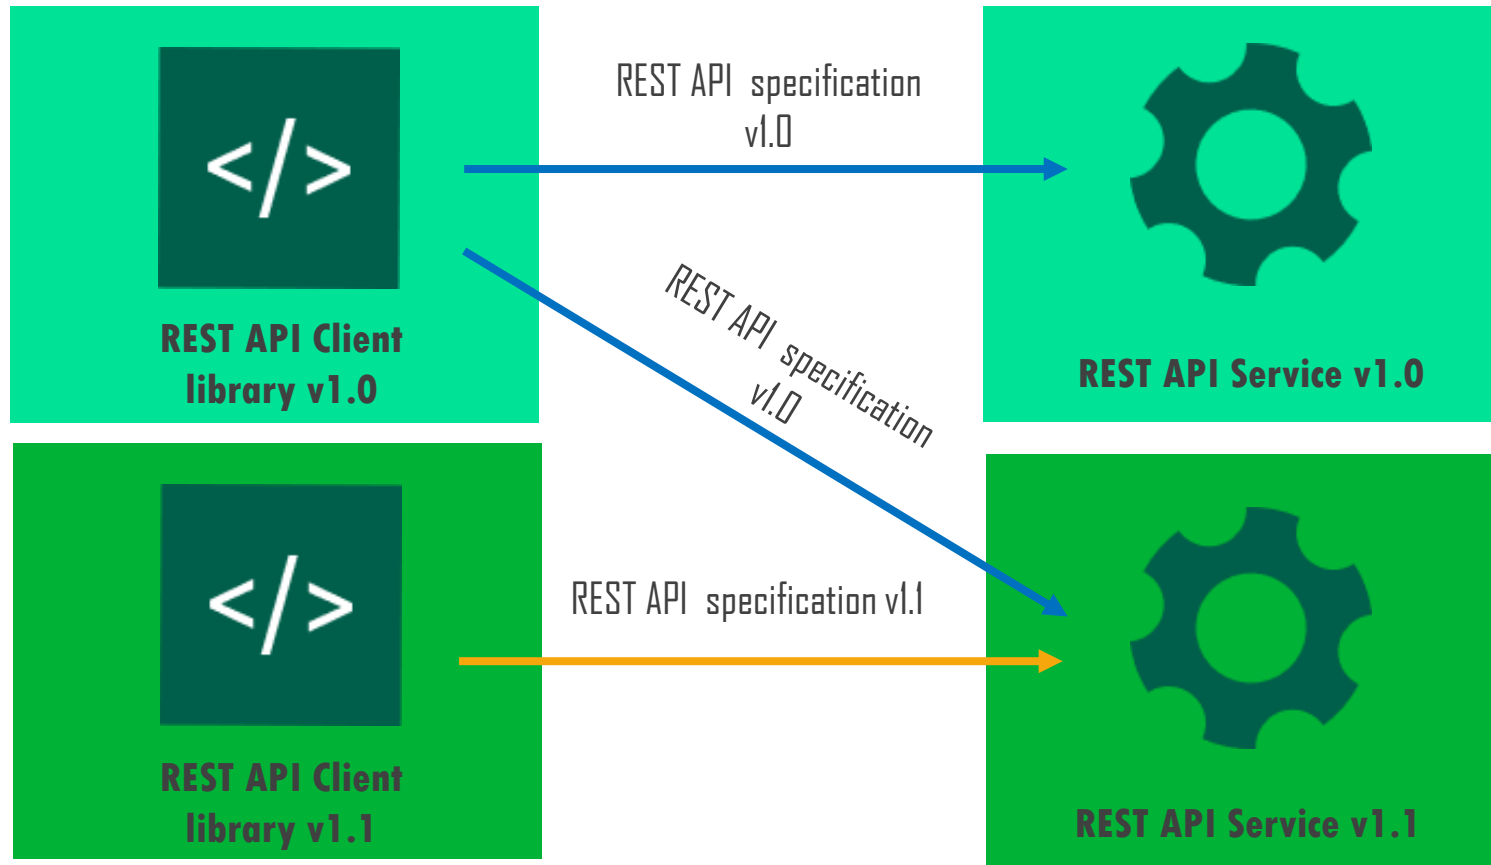 </>
REST API Client
library v1.0
REST API specification
v1.0
REST API Service v1.0
REST API specification
v1.0
</>
REST API Client
library v1.1
REST API specification v1.1
REST API Service v1.1